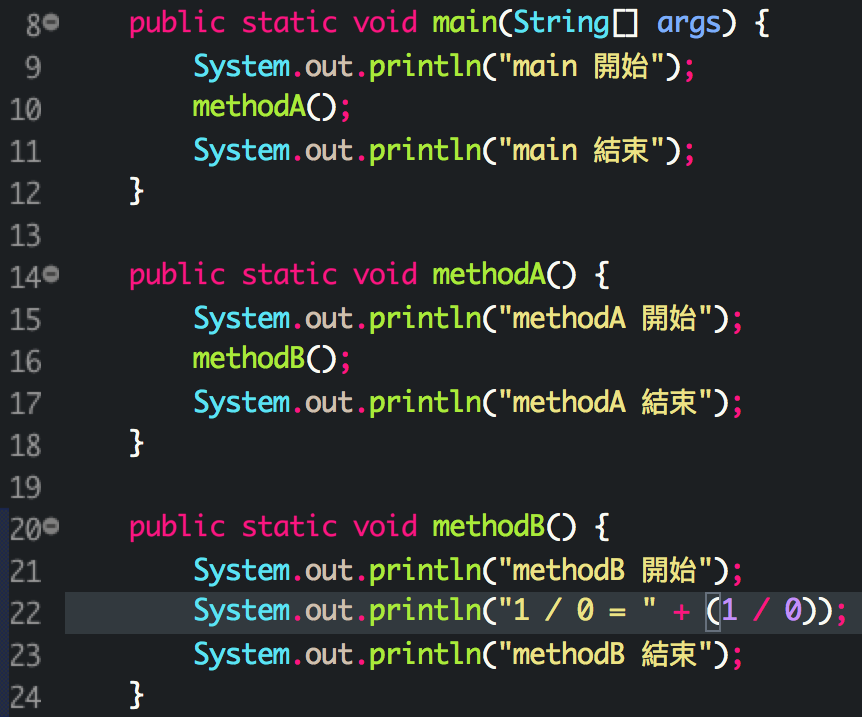 8 public static void main(String[] args) {
9 System.out.println("main 開始");
10 methodA();
11 System.out.println("main 結束");
12 }
13
14 public static void methodA() {
15 System.out.println("methodA 開始");
16 methodB();
17 System.out.println("methodA 結束");
18 }
19
20 public static void methodB() {
21 System.out.println("methodB 開始");
22 System.out.println("1 / 0 = " + (1 / 0));
23 System.out.println("methodB 結束");
24 }